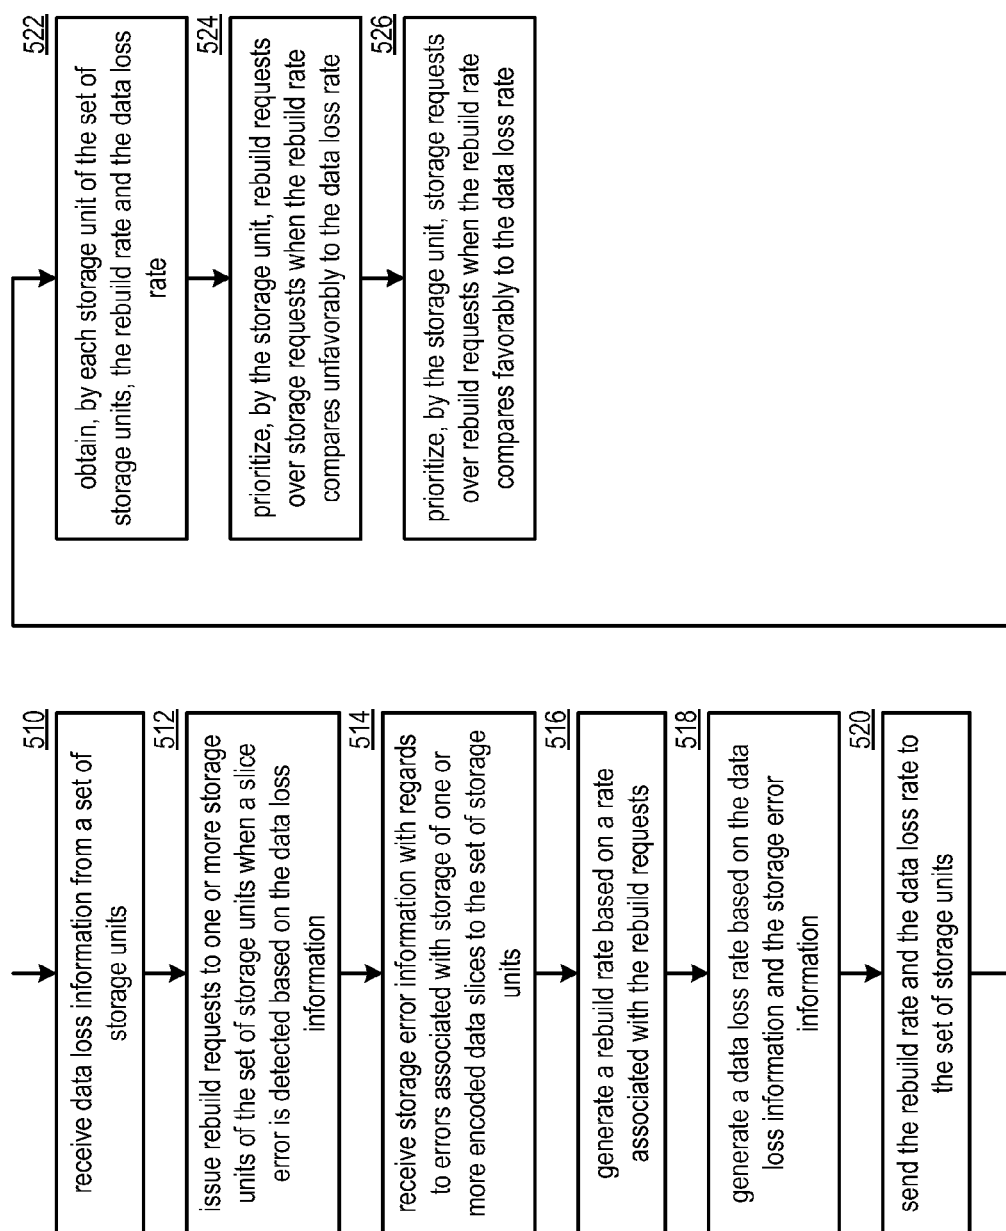 510
receive data loss information from a set of
storage units
512
issue rebuild requests to one or more storage
units of the set of storage units when a slice
error is detected based on the data loss
information
514
receive storage error information with regards
to errors associated with storage of one or
more encoded data slices to the set of storage
units
516
generate a rebuild rate based on a rate
associated with the rebuild requests
518
generate a data loss rate based on the data
loss information and the storage error
information
520
send the rebuild rate and the data loss rate to
the set of storage units
522
obtain, by each storage unit of the set of
storage units, the rebuild rate and the data loss
rate
524
prioritize, by the storage unit, rebuild requests
over storage requests when the rebuild rate
compares unfavorably to the data loss rate
526
prioritize, by the storage unit, storage requests
over rebuild requests when the rebuild rate
compares favorably to the data loss rate